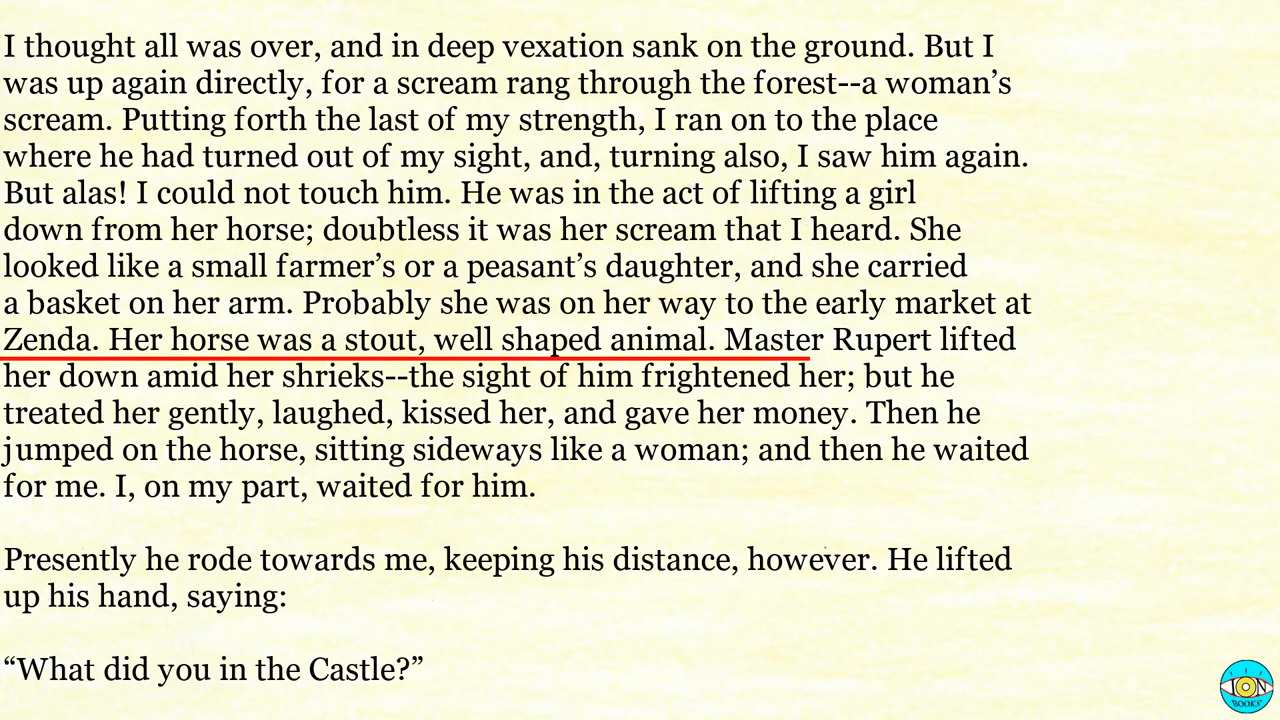 I thought all was over, and in deep vexation sank on the ground. But I
was up again directly, for a scream rang through the forest--a woman’s
scream. Putting forth the last of my strength, I ran on to the place
where he had turned out of my sight, and, turning also, I saw him again.
But alas! I could not touch him. He was in the act of lifting a girl
down from her horse; doubtless it was her scream that I heard. She
looked like a small farmer’s or a peasant’s daughter, and she carried
a basket on her arm. Probably she was on her way to the early market at
Zenda. Her horse was a stout, well shaped animal. Master Rupert lifted
her down amid her shrieks--the sight of him frightened her; but he
treated her gently, laughed, kissed her, and gave her money. Then he
jumped on the horse, sitting sideways like a woman; and then he waited
for me. I, on my part, waited for him.
Presently he rode towards me, keeping his distance, however. He lifted
up his hand, saying:
“What did you in the Castle?”
ION
BOOKS